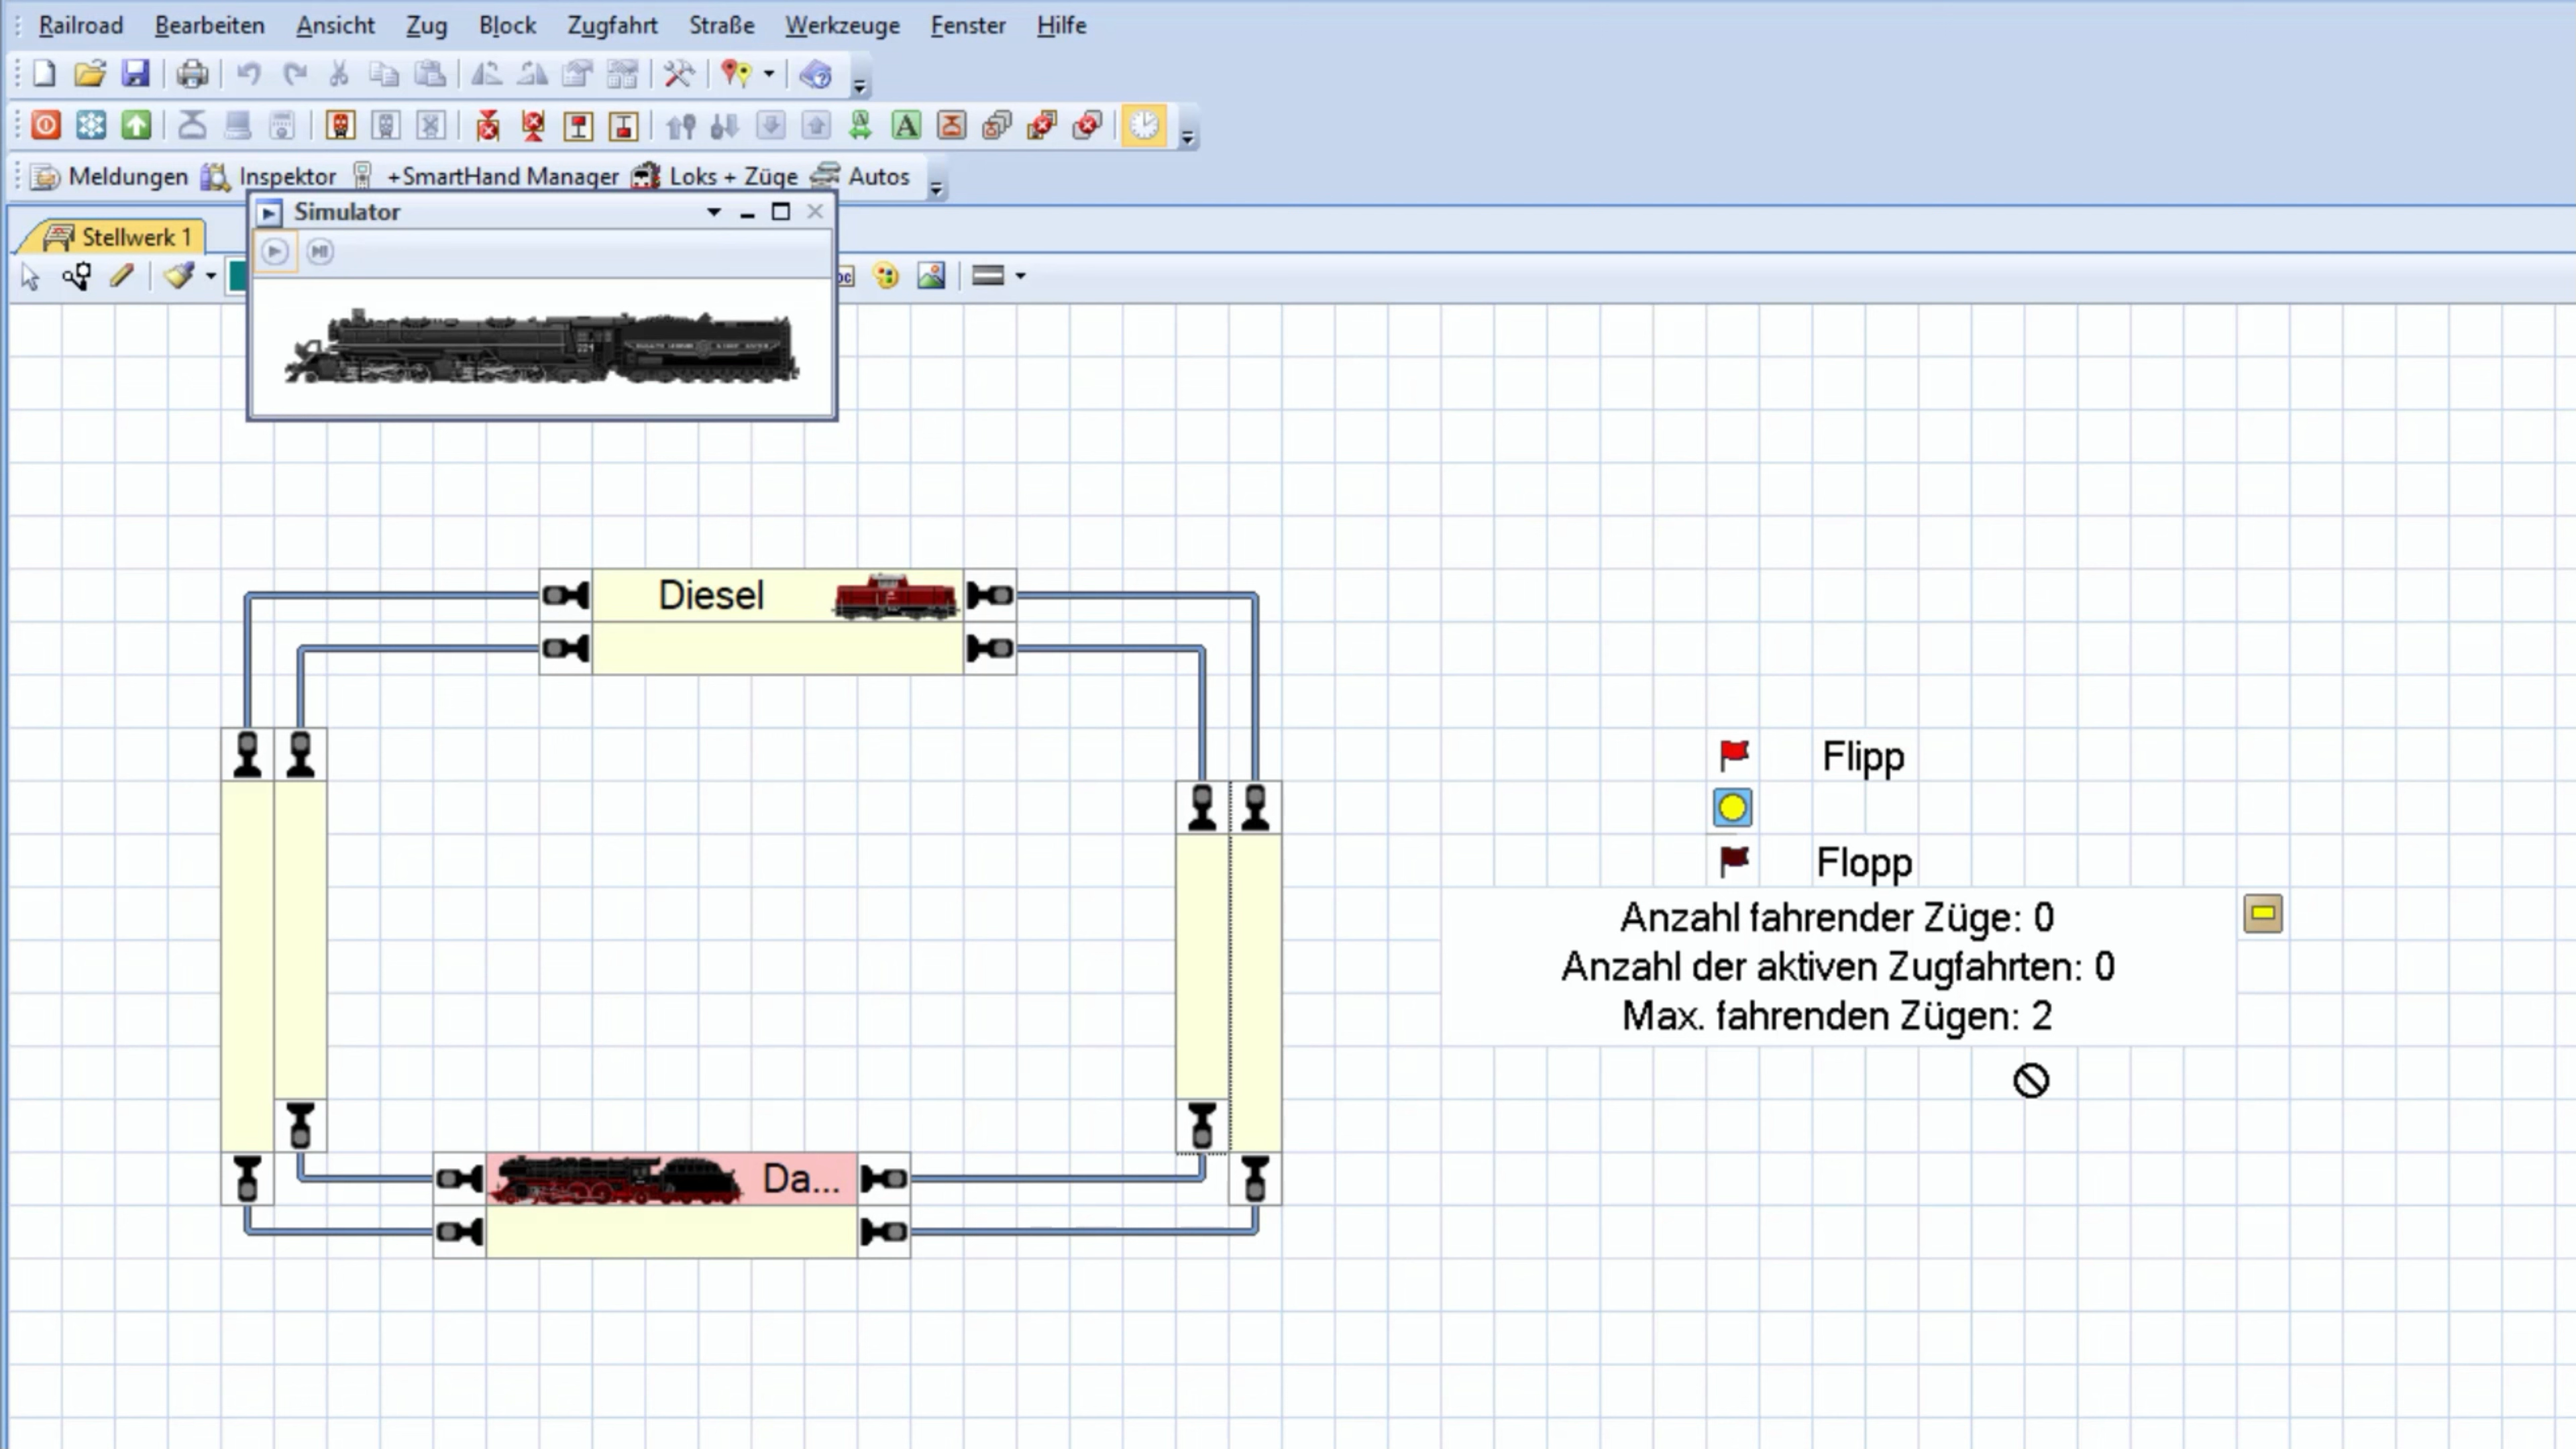 Railroad Bearbeiten Ansicht Zug Block Zugfahrt Straße Werkzeuge Fenster Hilfe
Meldungen Inspektor +SmartHand Manager Loks + Züge Autos
Simulator
Stellwerk 1
Diesel
Flipp
Flopp
Anzahl fahrender Züge: 0
Anzahl der aktiven Zugfahrten: 0
Max. fahrenden Zügen: 2
Da...